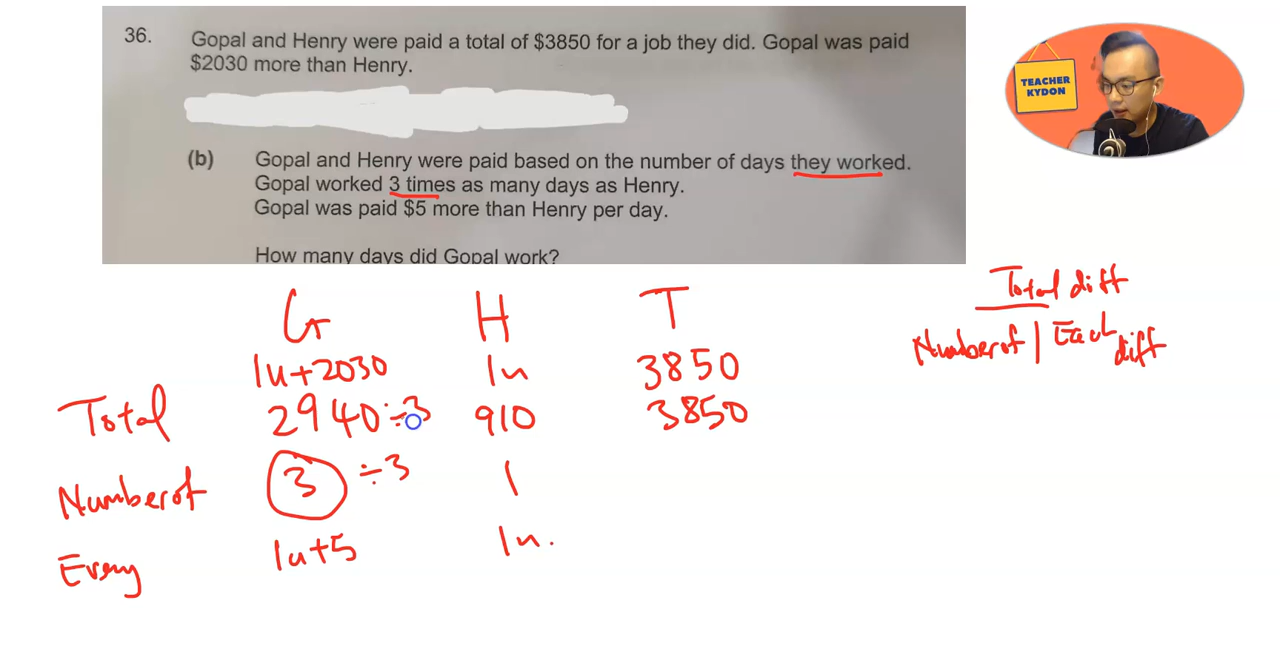 36.
Gopal and Henry were paid a total of $3850 for a job they did. Gopal was paid
$2030 more than Henry.
TEACHER
KYDON
(b)
Gopal and Henry were paid based on the number of days they worked.
Gopal worked 3 times as many days as Henry.
Gopal was paid $5 more than Henry per day.
How many days did Gopal work?
Total diff
Number of | Each diff
G H T
1u+2030 1u 3850
Total 2940÷3 910 3850
Number of 3 ÷3 1
Every 1u+5 1u.